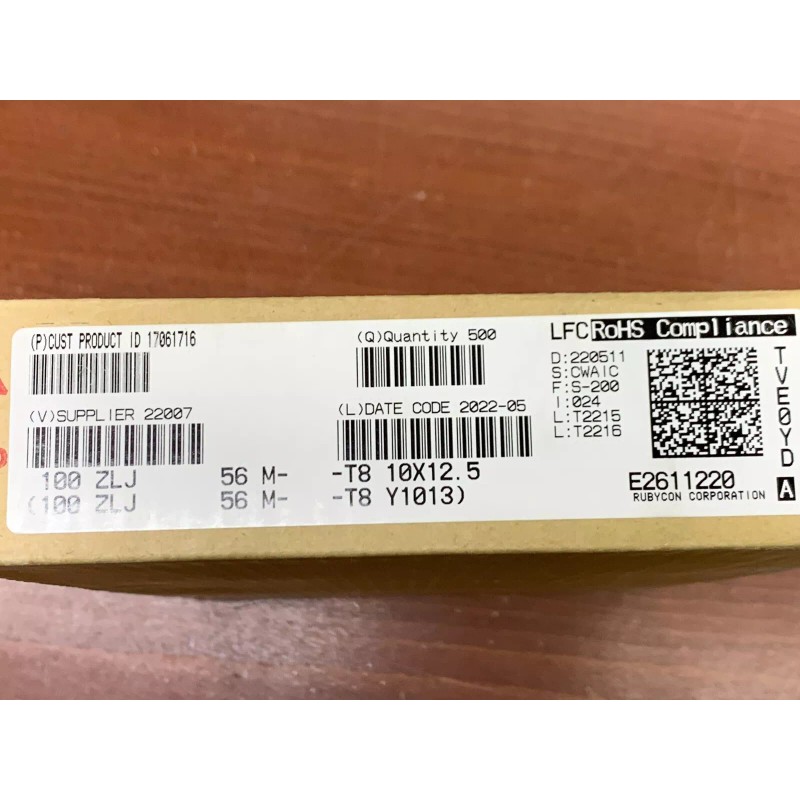 (P)CUST PRODUCT ID 17061716
(Q)Quantity 500
LFC RoHS Compliance
D:220511
S:CWAIC
F:S-200
I:024
L:T2215
L:T2216
TVE0YD
A
(V)SUPPLIER 22007
(L)DATE CODE 2022-05
100 ZLJ 56 M- -T8 10X12.5
(100 ZLJ 56 M- -T8 Y1013)
E2611220
RUBYCON CORPORATION